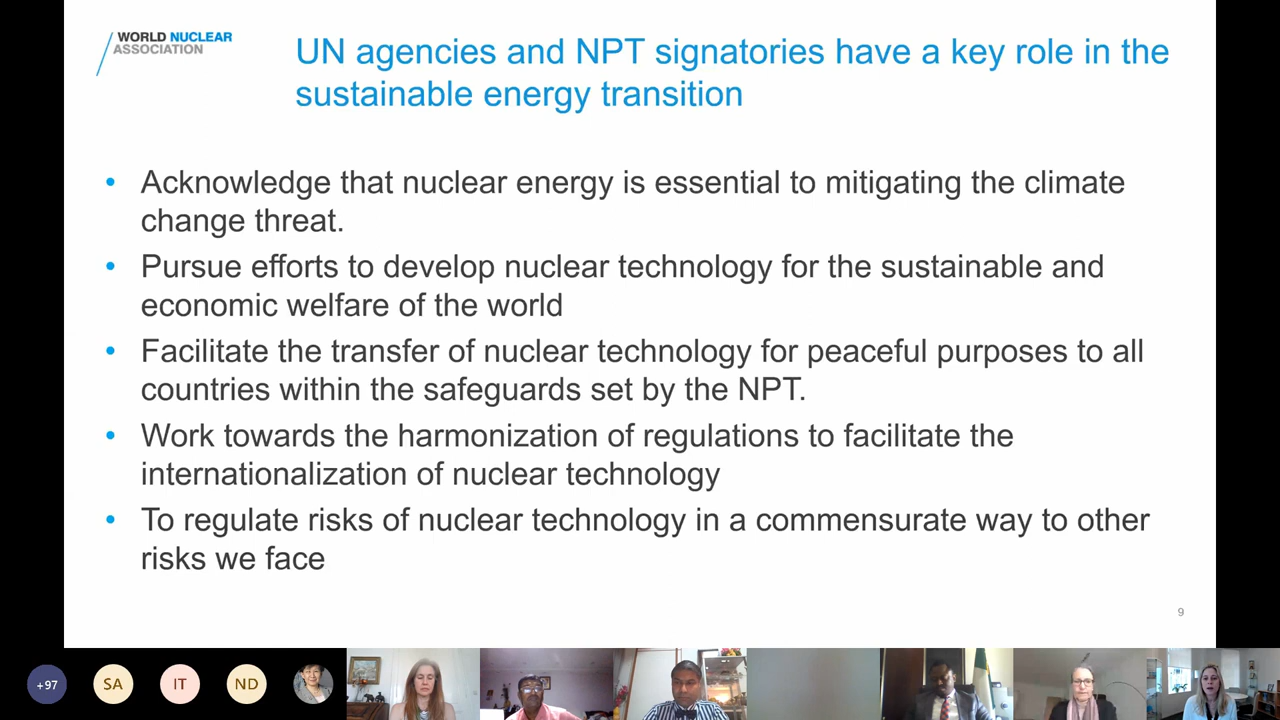 WORLD NUCLEAR
ASSOCIATION
UN agencies and NPT signatories have a key role in the
sustainable energy transition
• Acknowledge that nuclear energy is essential to mitigating the climate
change threat.
• Pursue efforts to develop nuclear technology for the sustainable and
economic welfare of the world
• Facilitate the transfer of nuclear technology for peaceful purposes to all
countries within the safeguards set by the NPT.
• Work towards the harmonization of regulations to facilitate the
internationalization of nuclear technology
• To regulate risks of nuclear technology in a commensurate way to other
risks we face
9
+97
SA
IT
ND